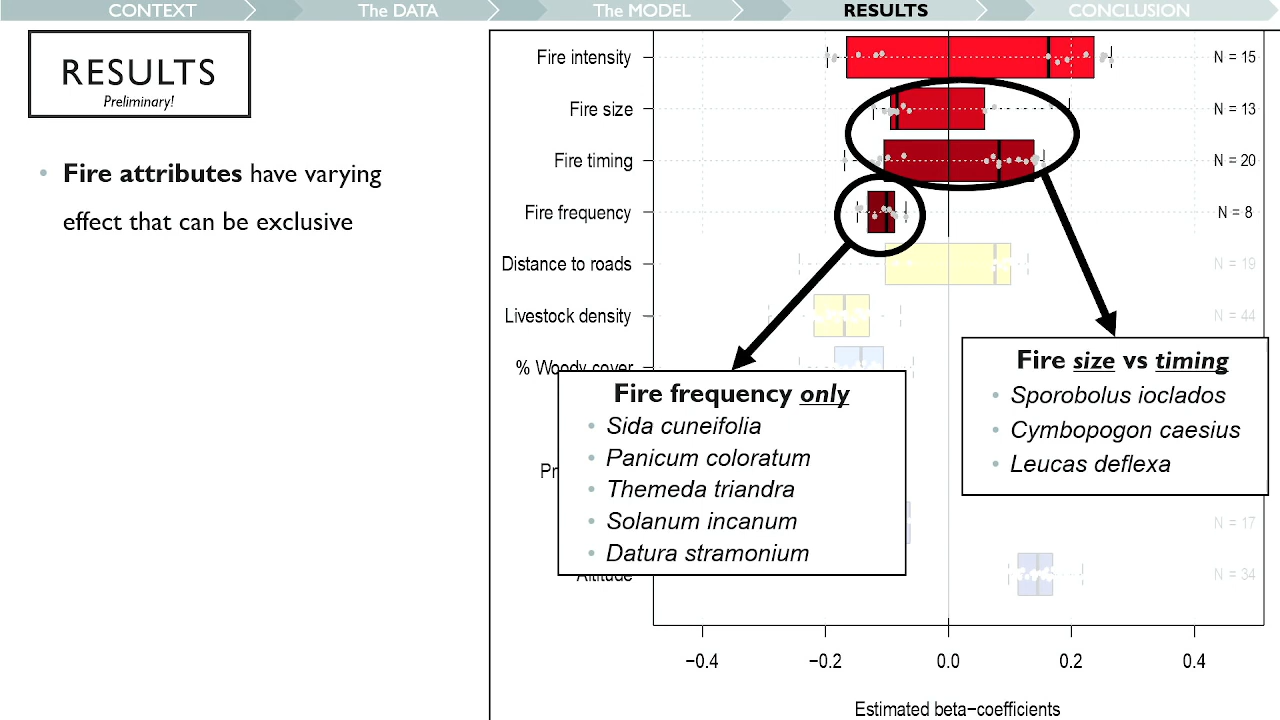 CONTEXT
The DATA
The MODEL
RESULTS
CONCLUSION
RESULTS
Preliminary!
• Fire attributes have varying
effect that can be exclusive
Fire intensity
N = 15
Fire size
N = 13
Fire timing
N = 20
Fire frequency
N = 8
Distance to roads
N = 19
Livestock density
N = 44
% Woody cover
Fire frequency only
• Sida cuneifolia
• Panicum coloratum
• Themeda triandra
• Solanum incanum
• Datura stramonium
Fire size vs timing
• Sporobolus ioclados
• Cymbopogon caesius
• Leucas deflexa
Pr
N = 17
Altitude
N = 34
−0.4
−0.2
0.0
0.2
0.4
Estimated beta−coefficients